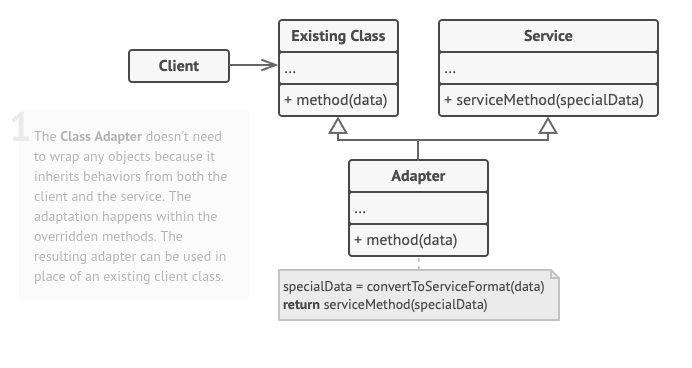 Client
Existing Class
...
+ method(data)
Service
...
+ serviceMethod(specialData)
1
The Class Adapter doesn't need
to wrap any objects because it
inherits behaviors from both the
client and the service. The
adaptation happens within the
overridden methods. The
resulting adapter can be used in
place of an existing client class.
Adapter
...
+ method(data)
specialData = convertToServiceFormat(data)
return serviceMethod(specialData)